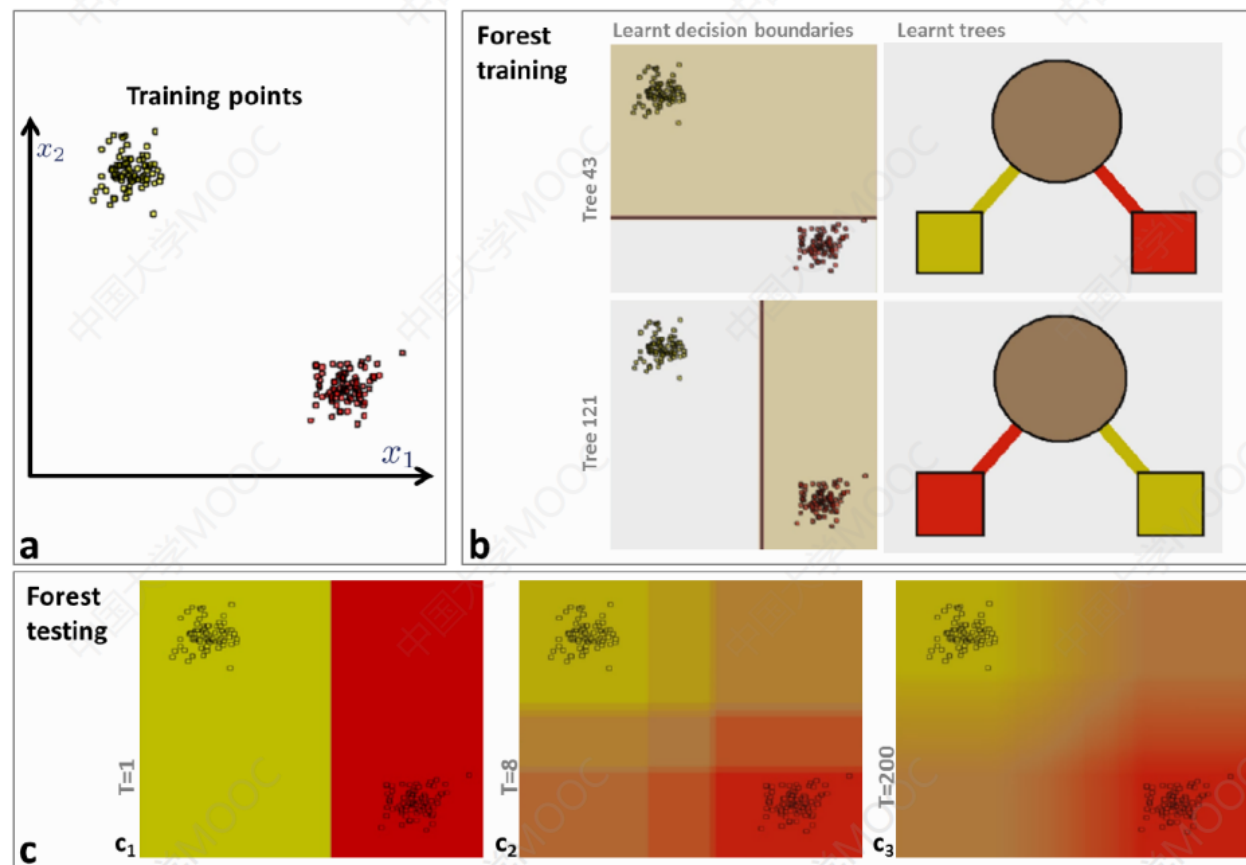 Training points
x₂
x₁
a
Forest
training
Learnt decision boundaries
Learnt trees
Tree 43
Tree 121
b
Forest
testing
T=1
T=8
T=200
c
c₁
c₂
c₃
中国大学MOOC